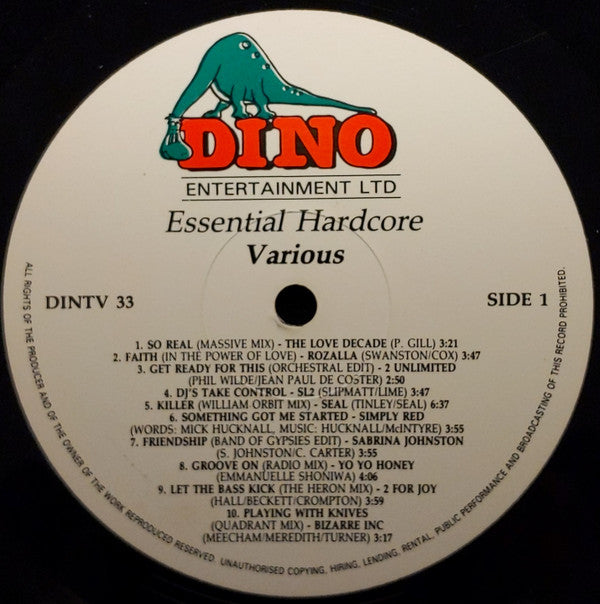 DINO
ENTERTAINMENT LTD
Essential Hardcore
Various
DINTV 33
SIDE 1
1. SO REAL (MASSIVE MIX) - THE LOVE DECADE (P. GILL) 3:21
2. FAITH (IN THE POWER OF LOVE) - ROZALLA (SWANSTON/COX) 3:47
3. GET READY FOR THIS (ORCHESTRAL EDIT) - 2 UNLIMITED
(PHIL WILDE/JEAN PAUL DE COSTER) 2:50
4. DJ'S TAKE CONTROL - SL2 (SLIPMATT/LIME) 3:47
5. KILLER (WILLIAM ORBIT MIX) - SEAL (TINLEY/SEAL) 6:37
6. SOMETHING GOT ME STARTED - SIMPLY RED
(WORDS: MICK HUCKNALL, MUSIC: HUCKNALL/McINTYRE) 3:55
7. FRIENDSHIP (BAND OF GYPSIES EDIT) - SABRINA JOHNSTON
(S. JOHNSTON/C. CARTER) 3:55
8. GROOVE ON (RADIO MIX) - YO YO HONEY
(EMMANUELLE SHONIWA) 4:06
9. LET THE BASS KICK (THE HERON MIX) - 2 FOR JOY
(HALL/BECKETT/CROMPTON) 3:59
10. PLAYING WITH KNIVES
(QUADRANT MIX) - BIZARRE INC
(MEECHAM/MEREDITH/TURNER) 3:17
ALL RIGHTS OF THE PRODUCER AND OF THE OWNER OF THE WORK REPRODUCED RESERVED. UNAUTHORISED COPYING, HIRING, LENDING, RENTAL, PUBLIC PERFORMANCE AND BROADCASTING OF THIS RECORD PROHIBITED.